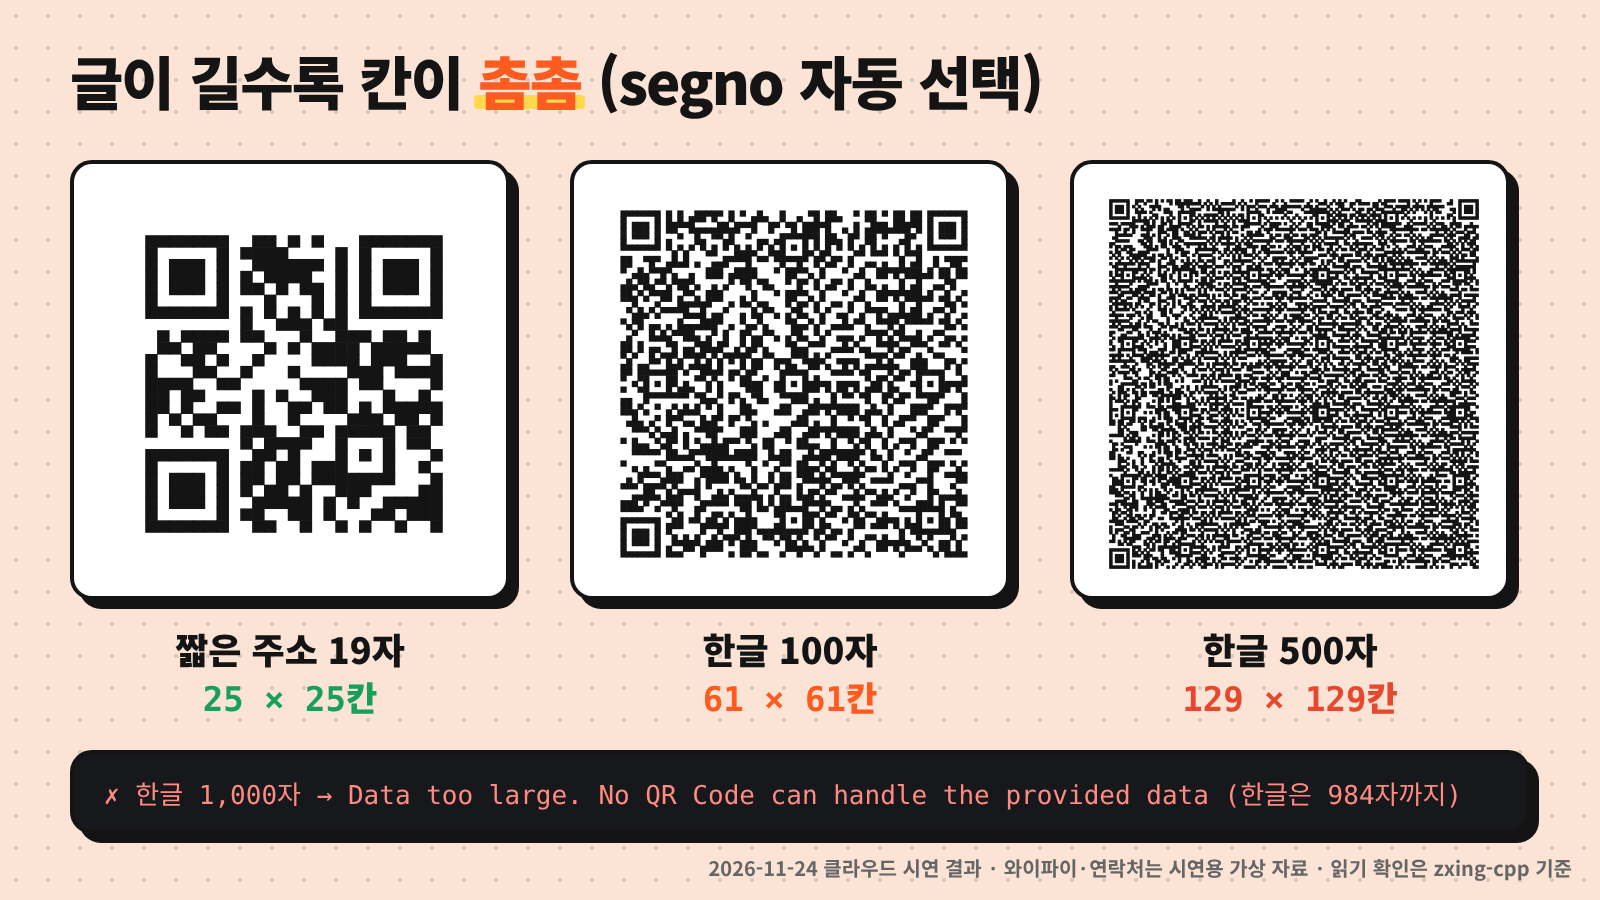 글이 길수록 칸이 촘촘 (segno 자동 선택)
짧은 주소 19자
25 × 25칸
한글 100자
61 × 61칸
한글 500자
129 × 129칸
✗ 한글 1,000자 → Data too large. No QR Code can handle the provided data (한글은 984자까지)
2026-11-24 클라우드 시연 결과 · 와이파이·연락처는 시연용 가상 자료 · 읽기 확인은 zxing-cpp 기준